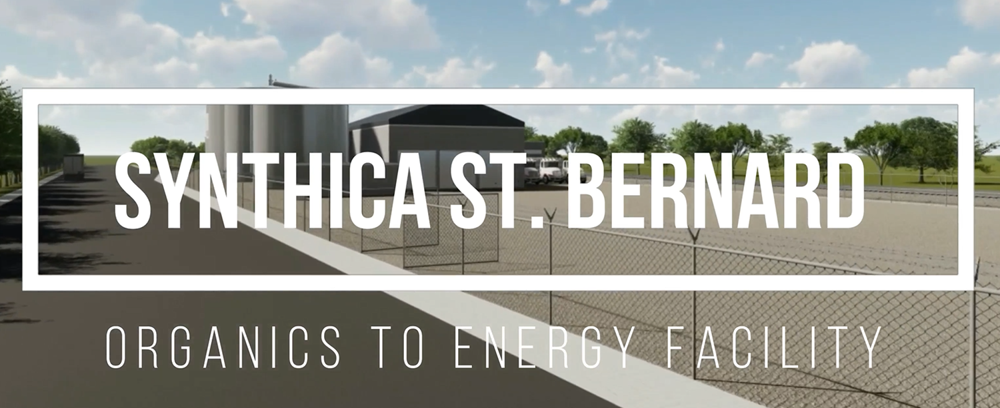 SYNTHICA ST. BERNARD
ORGANICS TO ENERGY FACILITY